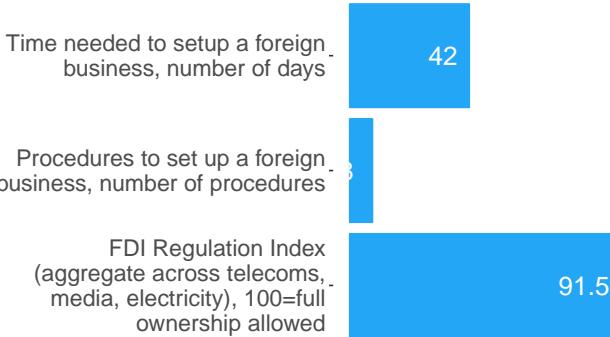 Time needed to setup a foreign
business, number of days
42
Procedures to set up a foreign
business, number of procedures
FDI Regulation Index
(aggregate across telecoms,
media, electricity), 100=full
ownership allowed
91.5